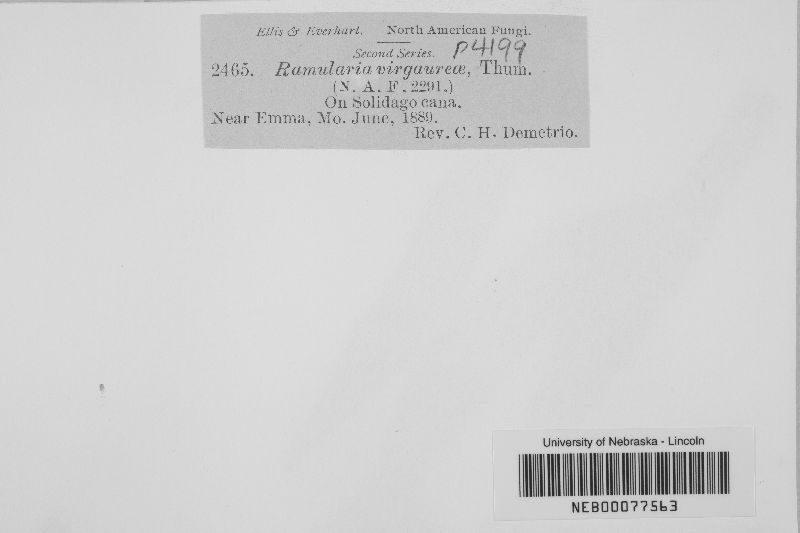 Ellis & Everhart. North American Fungi.
Second Series. P4199
2465. Ramularia virgaureæ, Thum.
(N. A. F. 2291.)
On Solidago cana.
Near Emma, Mo. June, 1889.
Rev. C. H. Demetrio.
University of Nebraska - Lincoln
NEB00077563